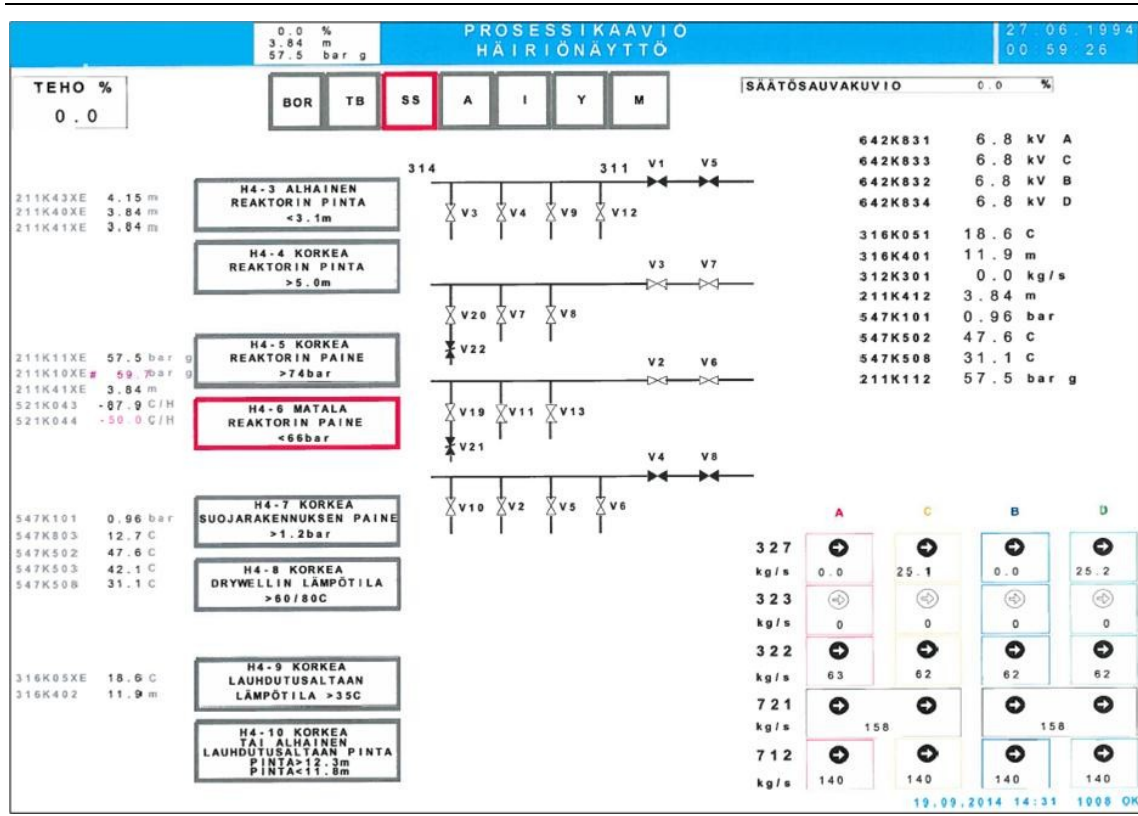 0.0 %
3.84 m
57.5 bar g
PROSESSIKAAVIO
HÄIRIÖNÄYTTÖ
27.06.1994
00:59:26
TEHO %
0.0
BOR TB SS A I Y M
SÄÄTÖSAUVAKUVIO 0.0 %
642K831 6.8 kV A
642K833 6.8 kV C
642K832 6.8 kV B
642K834 6.8 kV D
316K051 18.6 C
316K401 11.9 m
312K301 0.0 kg/s
211K412 3.84 m
547K101 0.96 bar
547K502 47.6 C
547K508 31.1 C
211K112 57.5 bar g
211K43XE 4.15 m
211K40XE 3.84 m
211K41XE 3.84 m
H4-3 ALHAINEN
REAKTORIN PINTA
<3.1m
H4-4 KORKEA
REAKTORIN PINTA
>5.0m
211K11XE 57.5 bar g
211K10XE# 59.7bar g
211K41XE 3.84 m
521K043 -87.9 C/H
521K044 -50.0 C/H
H4-5 KORKEA
REAKTORIN PAINE
>74bar
H4-6 MATALA
REAKTORIN PAINE
<66bar
547K101 0.96 bar
547K803 12.7 C
547K502 47.6 C
547K503 42.1 C
547K508 31.1 C
H4-7 KORKEA
SUOJARAKENNUKSEN PAINE
>1.2bar
H4-8 KORKEA
DRYWELLIN LÄMPÖTILA
>60/80C
316K05XE 18.6 C
316K402 11.9 m
H4-9 KORKEA
LAUHDUTUSALTAAN
LÄMPÖTILA >35C
H4-10 KORKEA
TAI ALHAINEN
LAUHDUTUSALTAAN PINTA
PINTA>12.3m
PINTA<11.8m
314 311 V1 V5
V3 V4 V9 V12
V3 V7
V20 V7 V8
V22
V2 V6
V19 V11 V13
V21
V4 V8
V10 V2 V5 V6
A C B D
327
kg/s 0.0 25.1 0.0 25.2
323
kg/s 0 0 0 0
322
kg/s 63 62 62 62
721
kg/s 158 158
712
kg/s 140 140 140 140
19.09.2014 14:31 1008 OK